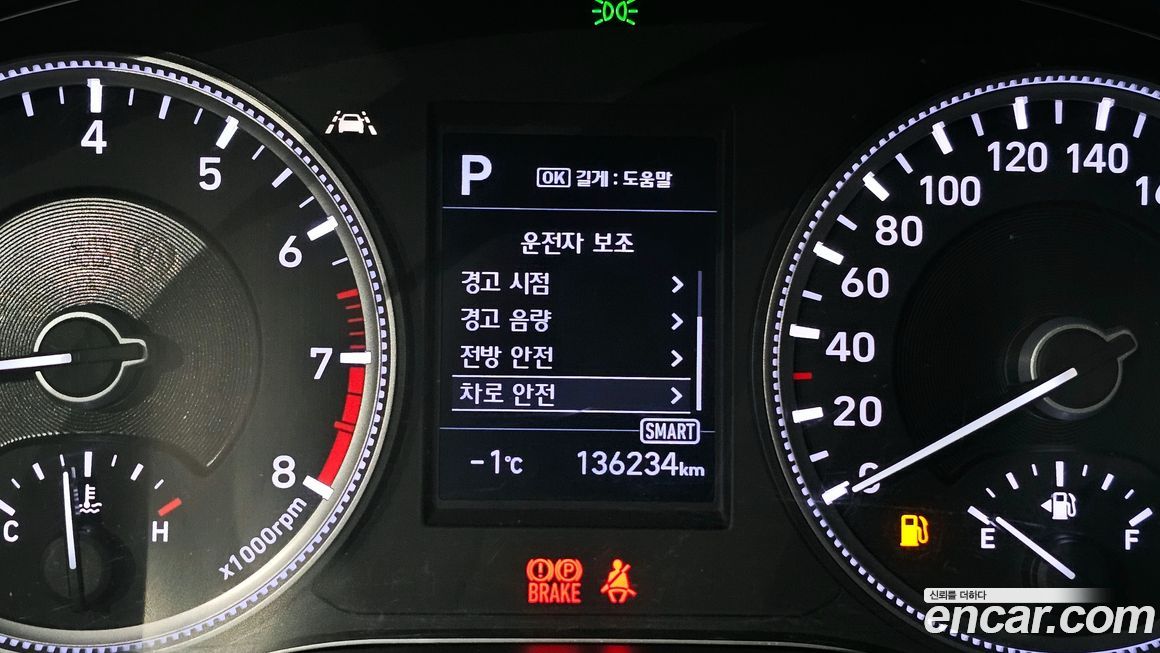 4
5
6
7
8
x1000rpm
C
H
P
OK 길게 : 도움말
운전자 보조
경고 시점
경고 음량
전방 안전
차로 안전
SMART
-1℃
136234km
BRAKE
120
140
100
80
60
40
20
0
E
F
신뢰를 더하다
encar.com